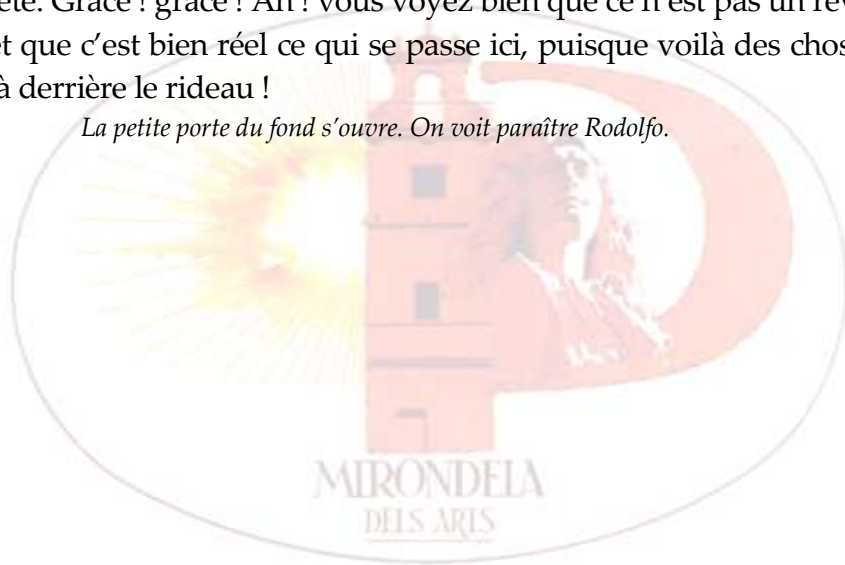 été. Grâce ! grâce ! Ah ! vous voyez bien que ce n'est pas un
et que c'est bien réel ce qui se passe ici, puisque voilà des
derrière le rideau !
La petite porte du fond s'ouvre. On voit paraître Rodolfo.
MIRONDELA
DELS ARTS